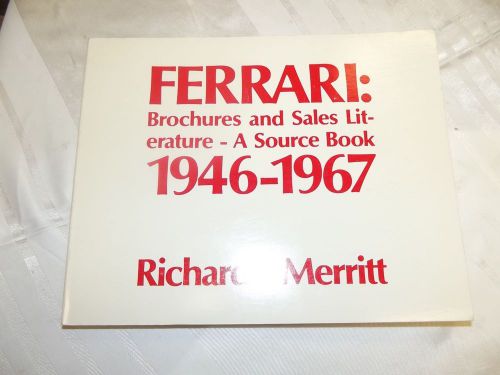 FERRARI:
Brochures and Sales Lit-
erature - A Source Book
1946-1967
Richard Merritt